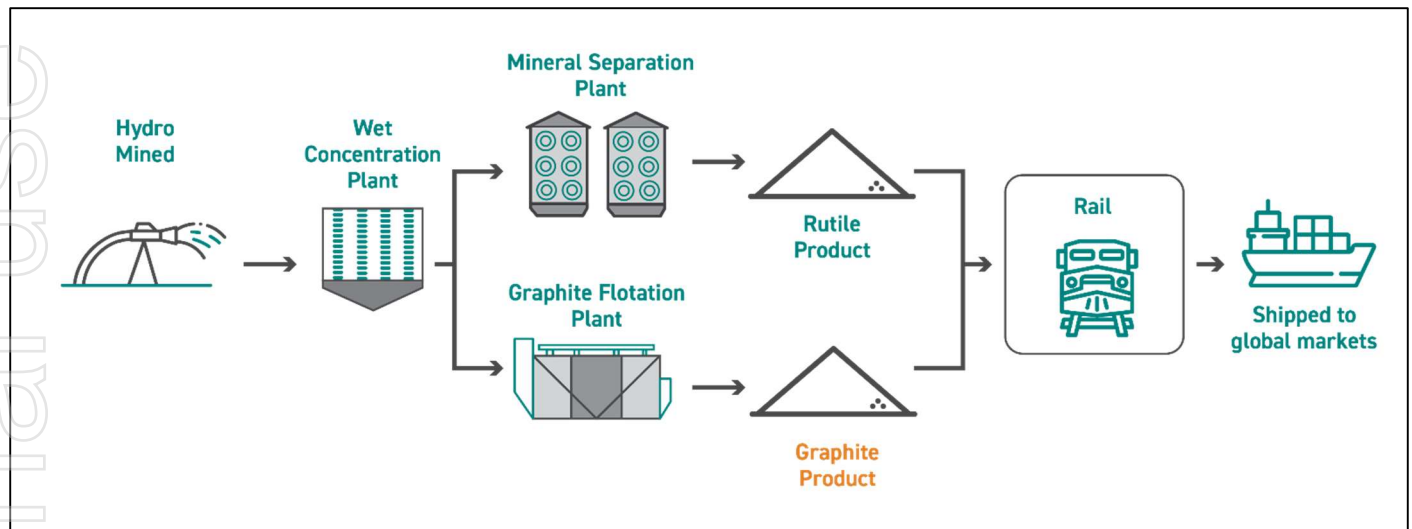 Mineral Separation
Plant
Hydro
Mined
Wet
Concentration
Plant
Rutile
Product
Rail
Graphite Flotation
Plant
Shipped to
global markets
Graphite
Product